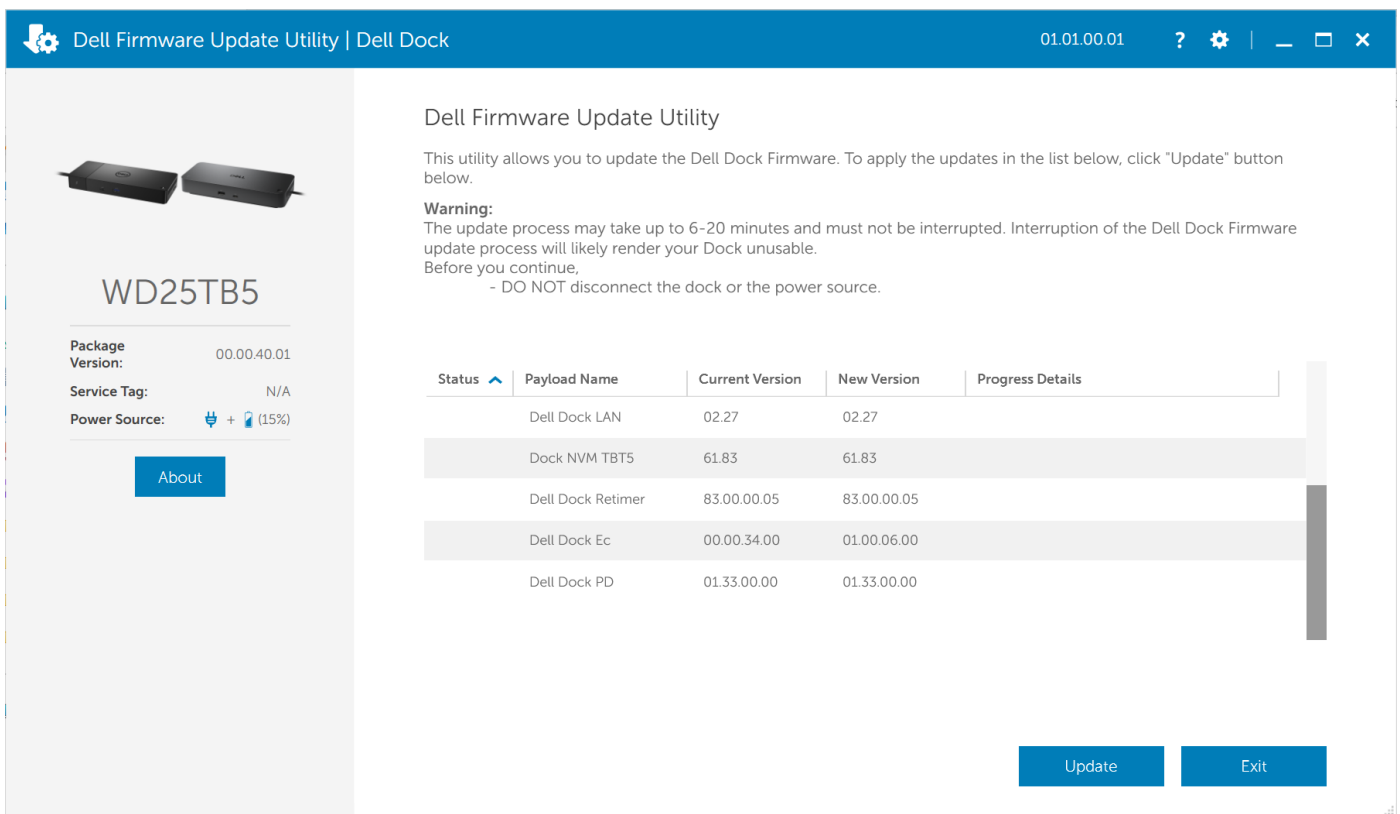 Dell Firmware Update Utility | Dell Dock
01.01.00.01
?
Dell Firmware Update Utility
This utility allows you to update the Dell Dock Firmware. To apply the updates in the list below, click "Update" button
below.
Warning:
The update process may take up to 6-20 minutes and must not be interrupted. Interruption of the Dell Dock Firmware
update process will likely render your Dock unusable.
Before you continue,
- DO NOT disconnect the dock or the power source.
WD25TB5
Package
Version: 00.00.40.01
Service Tag: N/A
Power Source: + (15%)
About
Status Payload Name Current Version New Version Progress Details
Dell Dock LAN 02.27 02.27
Dock NVM TBT5 61.83 61.83
Dell Dock Retimer 83.00.00.05 83.00.00.05
Dell Dock Ec 00.00.34.00 01.00.06.00
Dell Dock PD 01.33.00.00 01.33.00.00
Update Exit